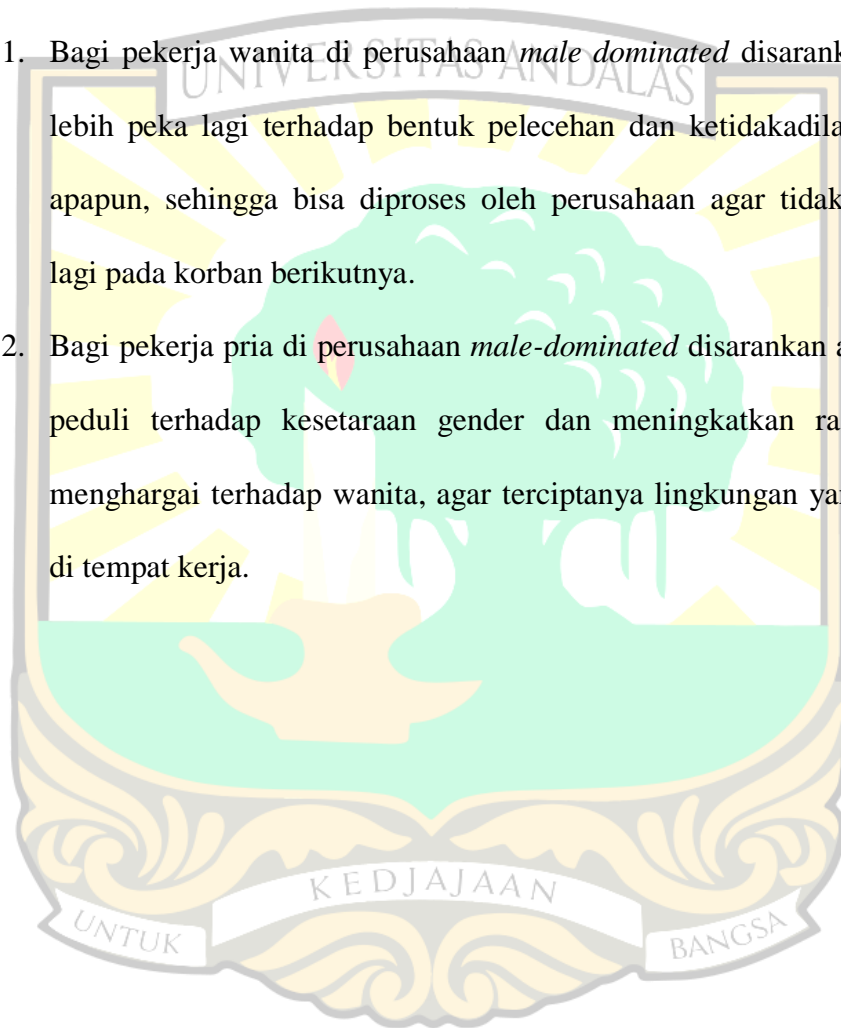 UNIVERSITAS ANDALAS
1. Bagi pekerja wanita di perusahaan male dominated disarank
lebih peka lagi terhadap bentuk pelecehan dan ketidakadila
apapun, sehingga bisa diproses oleh perusahaan agar tidak
lagi pada korban berikutnya.
2. Bagi pekerja pria di perusahaan male-dominated disarankan a
peduli terhadap kesetaraan gender dan meningkatkan ra
menghargai terhadap wanita, agar terciptanya lingkungan ya
di tempat kerja.
UNTUK KEDJAJAAN BANGSA